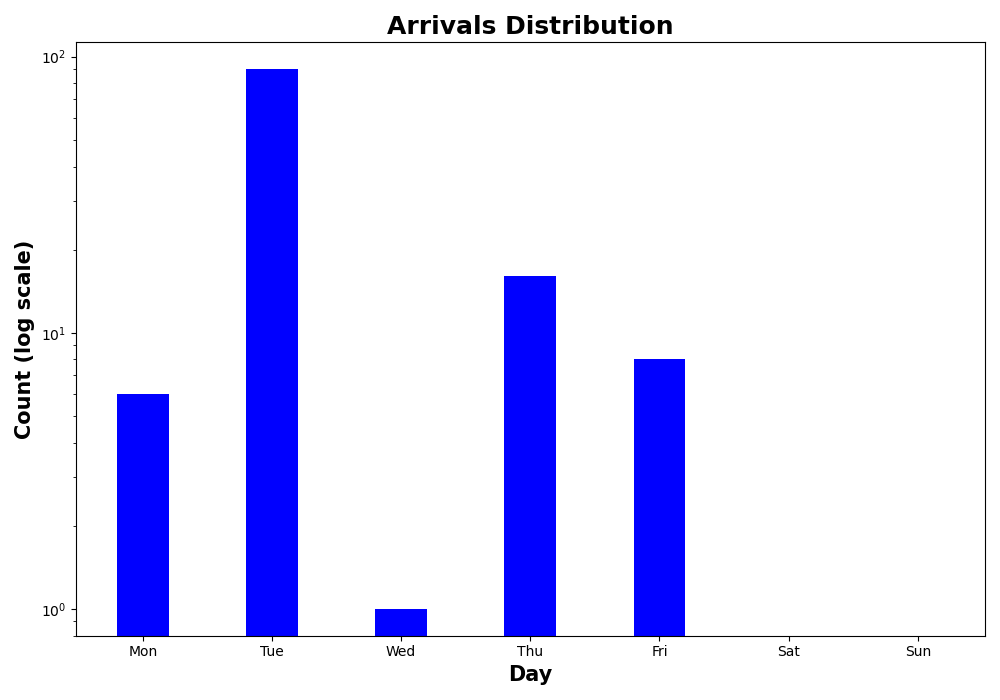 Arrivals Distribution
Count (log scale)
10²
10¹
10⁰
Mon Tue Wed Thu Fri Sat Sun
Day